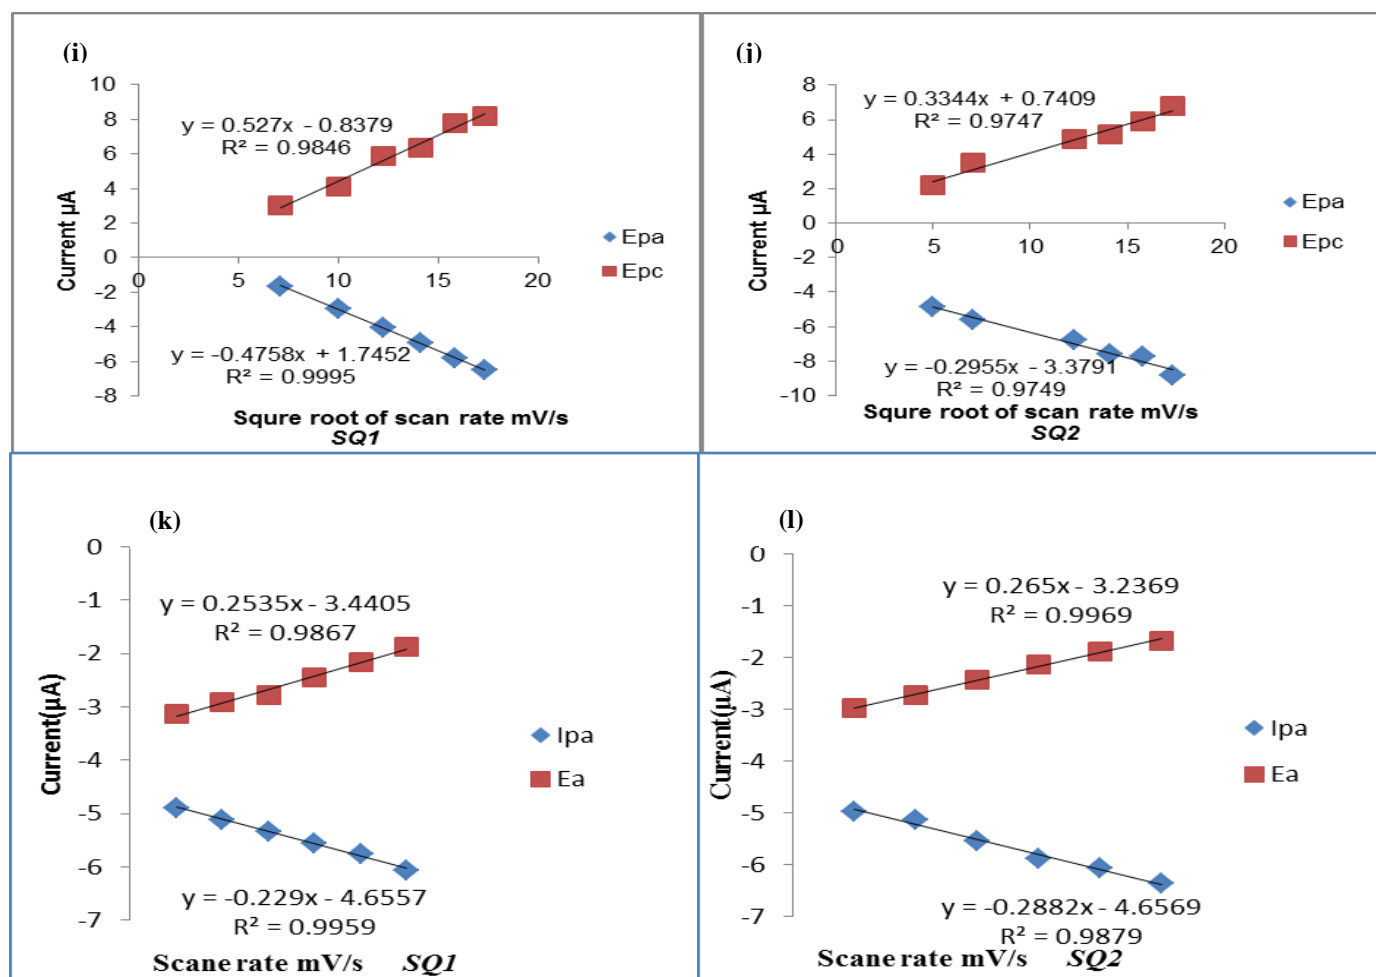 (i)
10
8
6
4
2
0
-2
-4
-6
-8
0
5
10
15
20
y = 0.527x - 0.8379
R² = 0.9846
y = -0.4758x + 1.7452
R² = 0.9995
Current µA
Epa
Epc
Squre root of scan rate mV/s
SQ1
(j)
8
6
4
2
0
-2
-4
-6
-8
-10
0
5
10
15
20
y = 0.3344x + 0.7409
R² = 0.9747
y = -0.2955x - 3.3791
R² = 0.9749
Current µA
Epa
Epc
Squre root of scan rate mV/s
SQ2
(k)
0
-1
-2
-3
-4
-5
-6
-7
y = 0.2535x - 3.4405
R² = 0.9867
y = -0.229x - 4.6557
R² = 0.9959
Current(µA)
Ipa
Ea
Scane rate mV/s SQ1
(l)
0
-1
-2
-3
-4
-5
-6
-7
y = 0.265x - 3.2369
R² = 0.9969
y = -0.2882x - 4.6569
R² = 0.9879
Current(µA)
Ipa
Ea
Scane rate mV/s SQ2